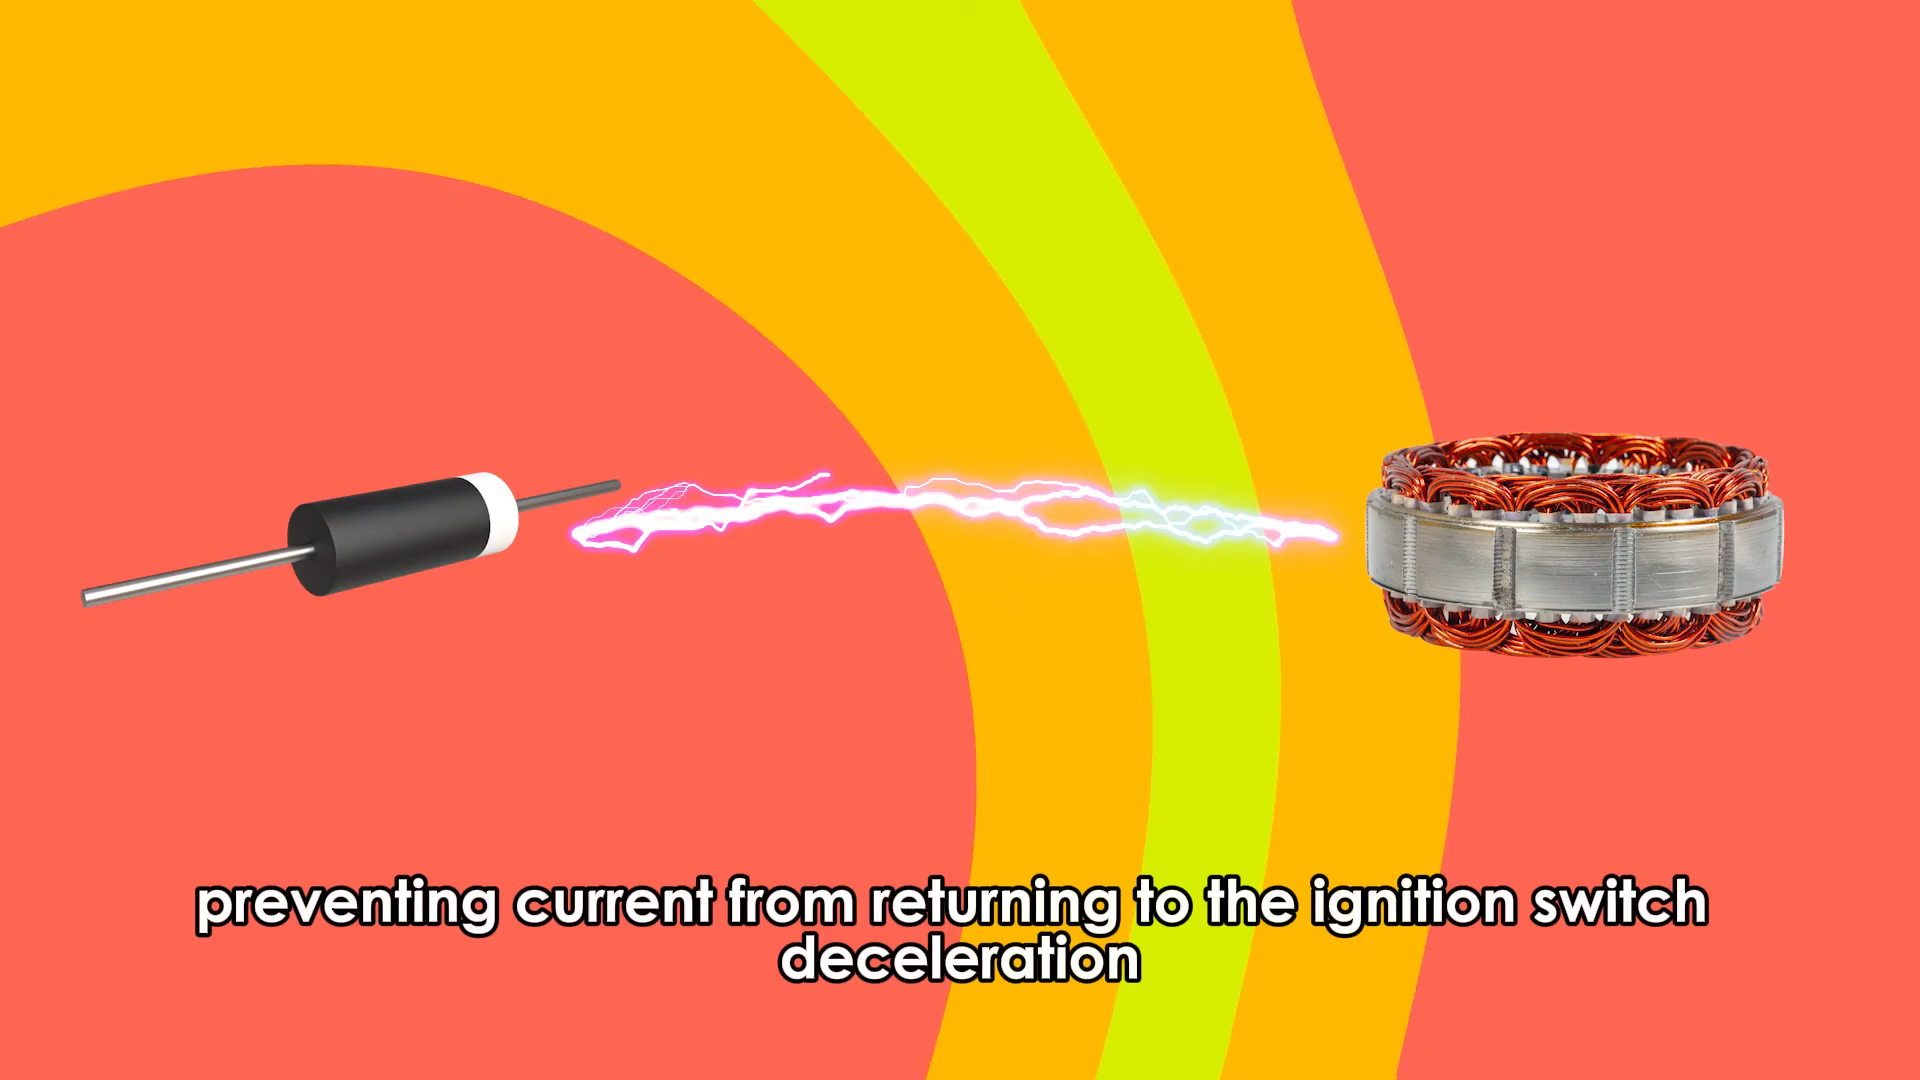 preventing current from returning to the ignition switch
deceleration